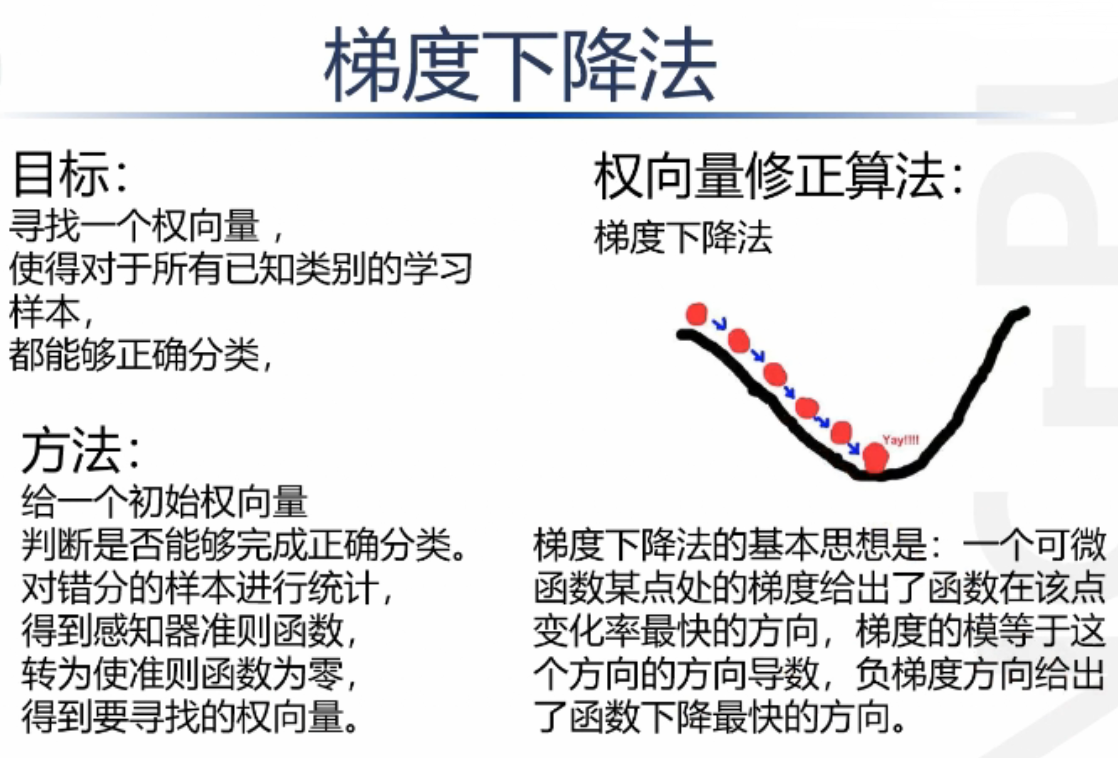 梯度下降法
目标：
寻找一个权向量，
使得对于所有已知类别的学习
样本，
都能够正确分类，
方法：
给一个初始权向量
判断是否能够完成正确分类。
对错分的样本进行统计，
得到感知器准则函数，
转为使准则函数为零，
得到要寻找的权向量。
权向量修正算法：
梯度下降法
Yay!!!!
梯度下降法的基本思想是：一个可微
函数某点处的梯度给出了函数在该点
变化率最快的方向，梯度的模等于这
个方向的方向导数，负梯度方向给出
了函数下降最快的方向。